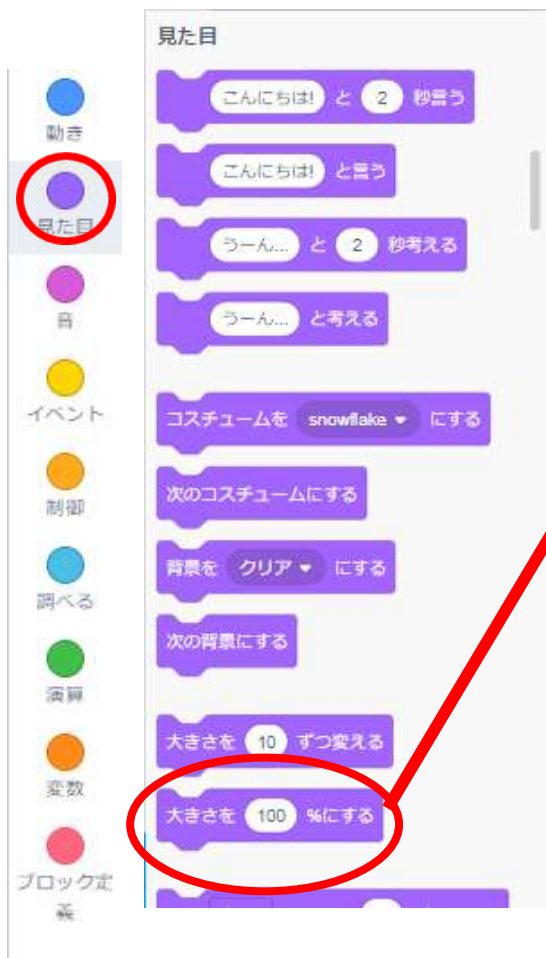 見た目
動き
見た目
音
イベント
制御
調べる
演算
変数
ブロック定
義
こんにちは! と 2 秒言う
こんにちは! と言う
うーん... と 2 秒考える
うーん... と考える
コスチュームを snowflake にする
次のコスチュームにする
背景を クリア にする
次の背景にする
大きさを 10 ずつ変える
大きさを 100 %にする